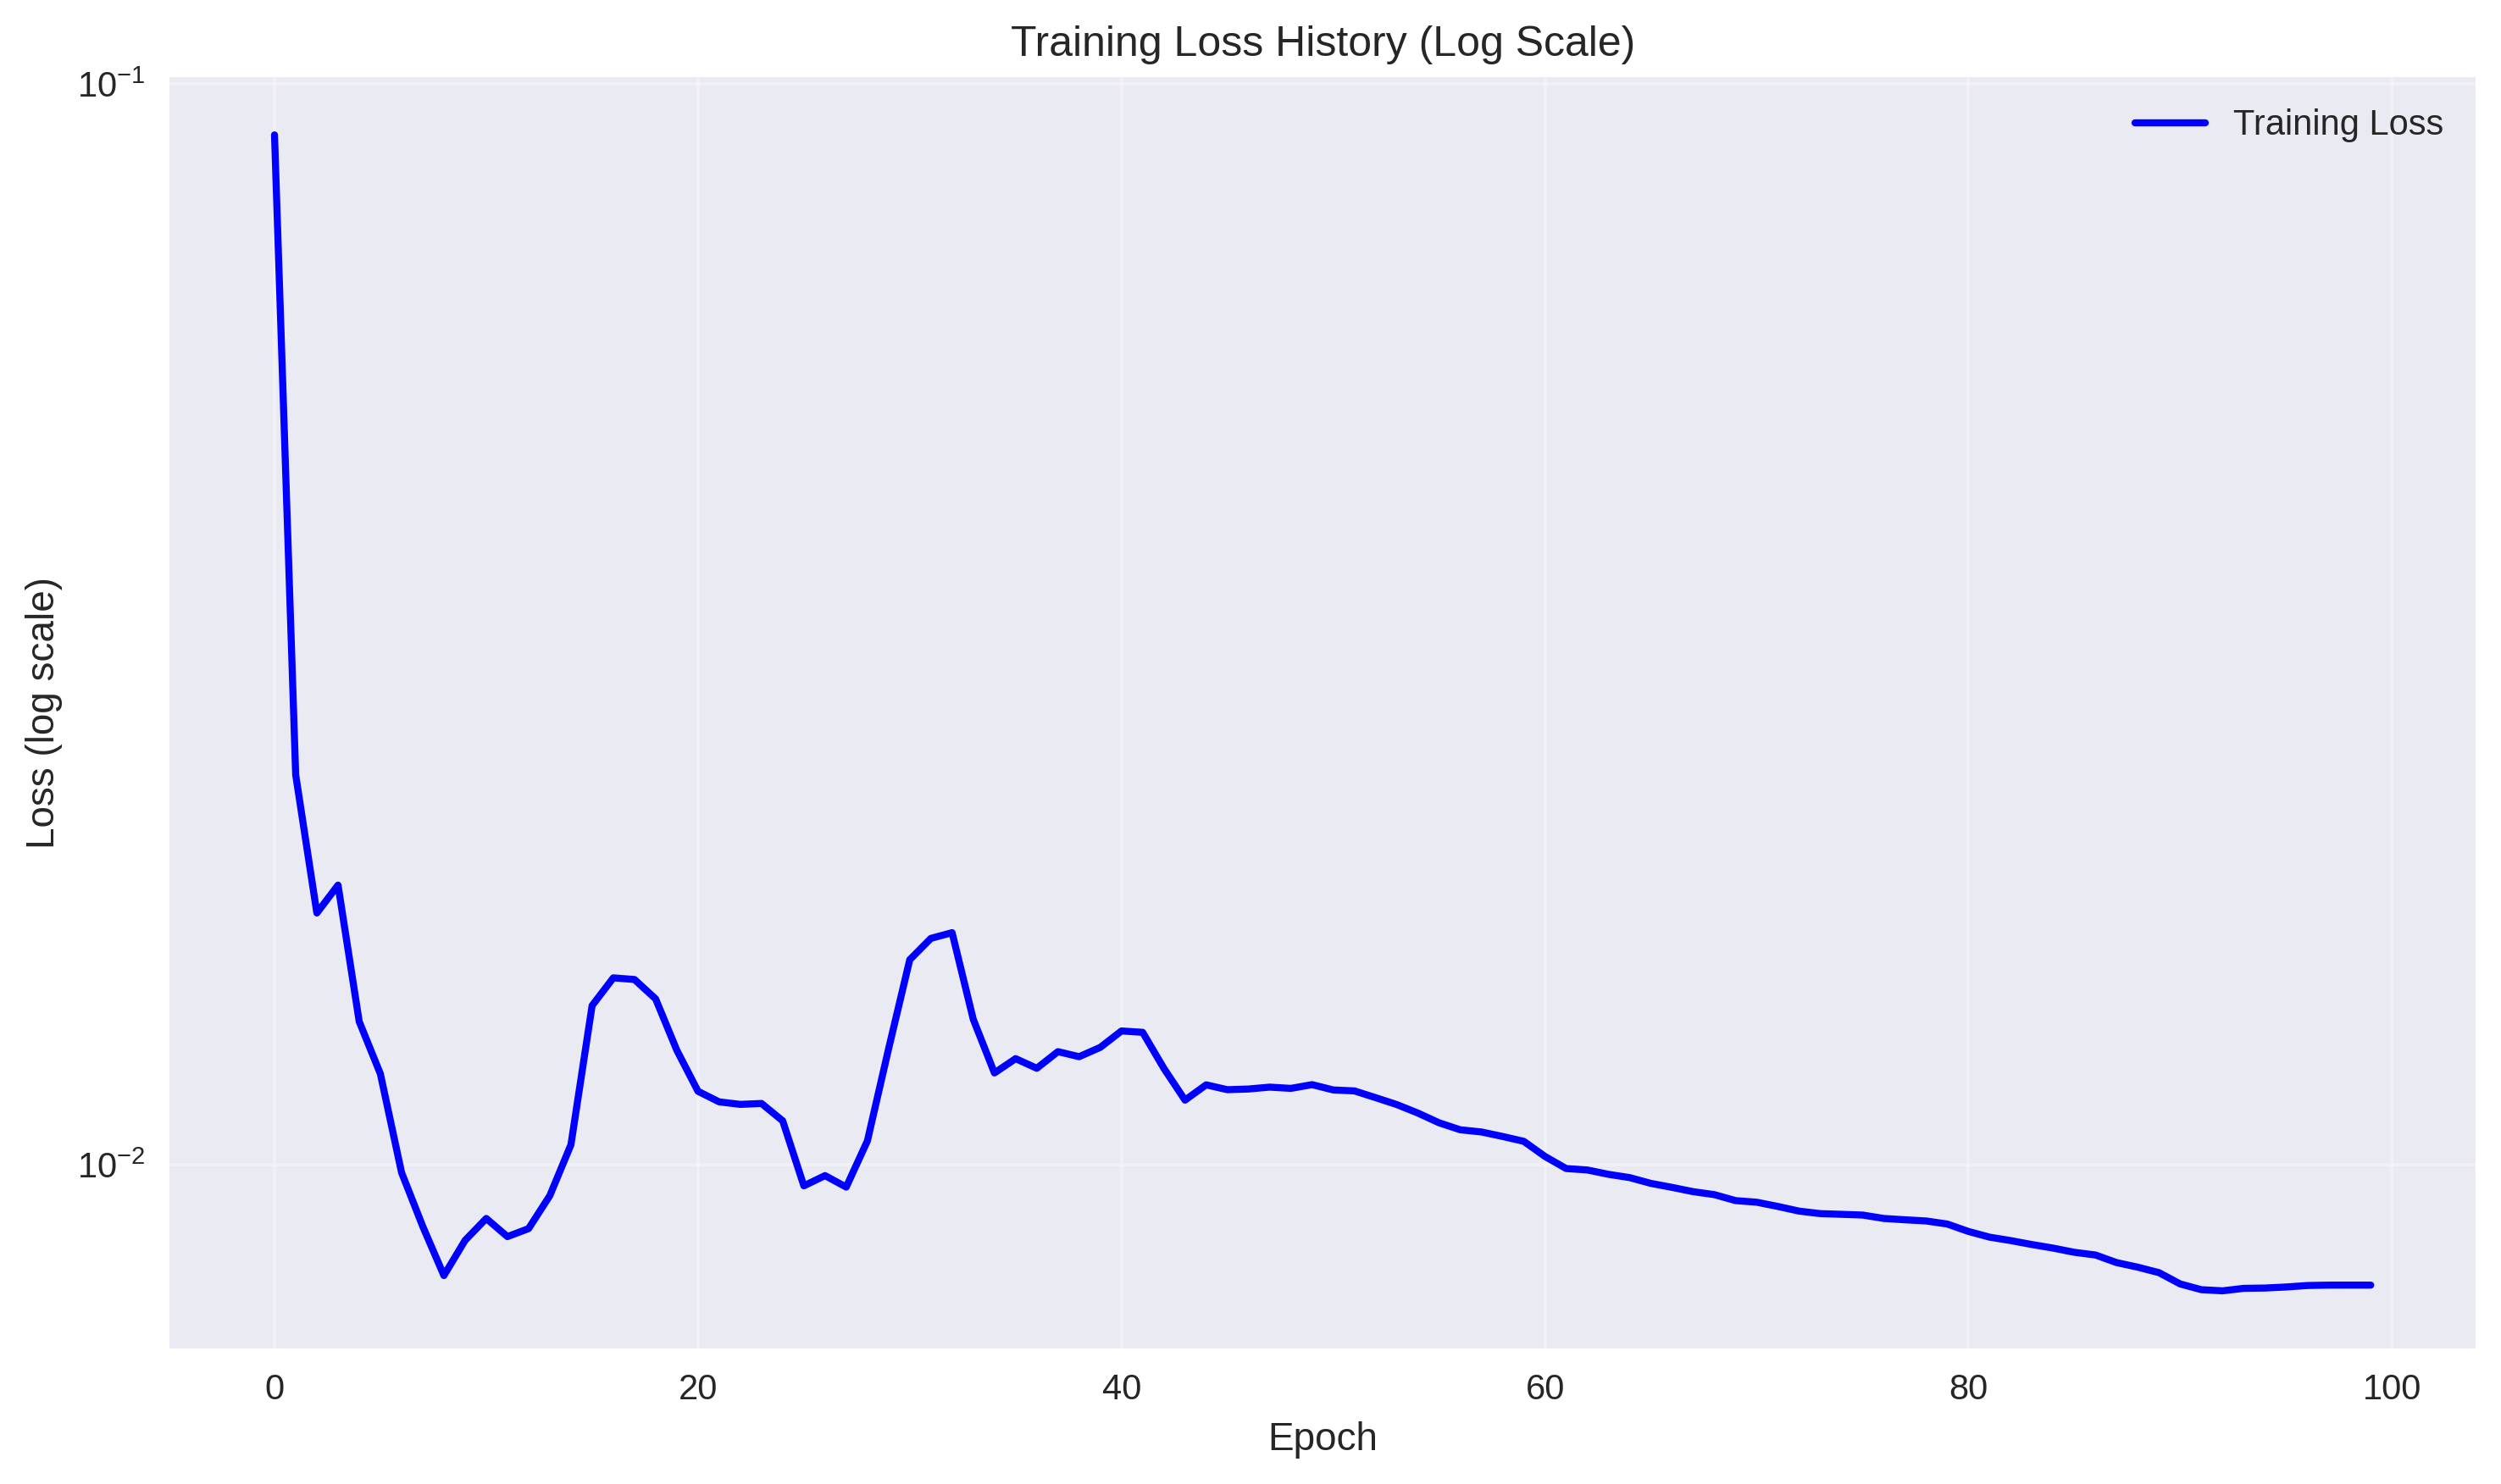 Training Loss History (Log Scale)
10⁻¹
Training Loss
Loss (log scale)
10⁻²
0 20 40 60 80 100
Epoch